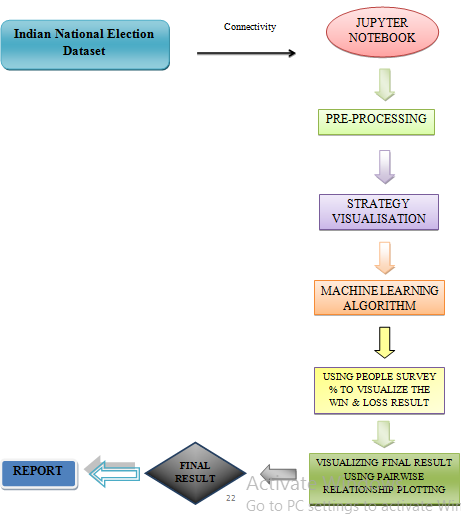 Indian National Election
Dataset
Connectivity
JUPYTER
NOTEBOOK
PRE-PROCESSING
STRATEGY
VISUALISATION
MACHINE LEARNING
ALGORITHM
USING PEOPLE SURVEY
% TO VISUALIZE THE
WIN & LOSS RESULT
VISUALIZING FINAL RESULT
USING PAIRWISE
RELATIONSHIP PLOTTING
FINAL
RESULT
REPORT
22
Activate
Go to PC settings to activate Wi